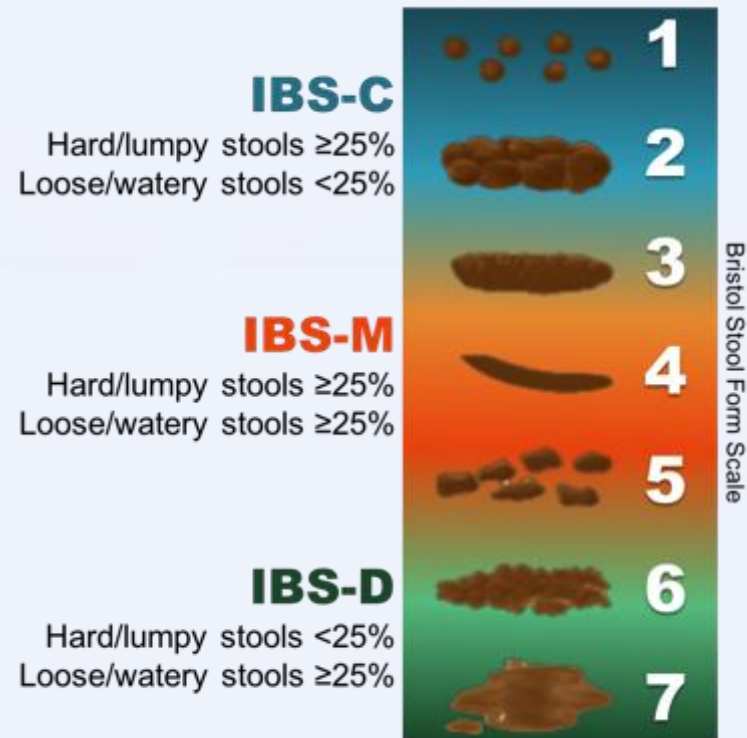 IBS-C
Hard/lumpy stools ≥25%
Loose/watery stools <25%
IBS-M
Hard/lumpy stools ≥25%
Loose/watery stools ≥25%
IBS-D
Hard/lumpy stools <25%
Loose/watery stools ≥25%
1
2
3
4
5
6
7
Bristol Stool Form Scale